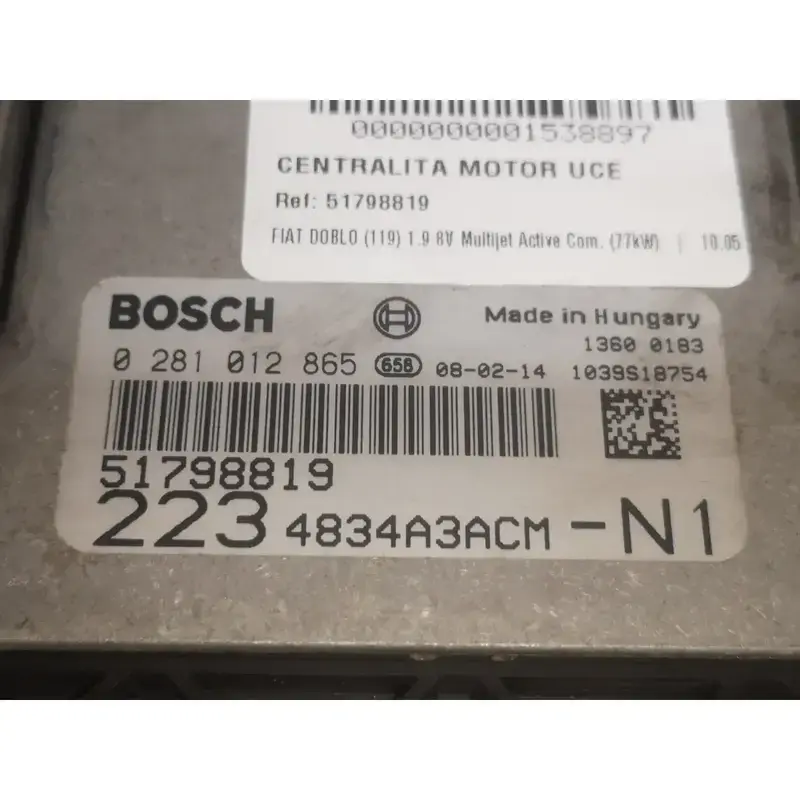 0000000001538897
CENTRALITA MOTOR UCE
Ref: 51798819
FIAT DOBLO (119) 1.9 8V Multijet Active Com. (77kW) | 10.05
BOSCH Made in Hungary
1360 0183
0 281 012 865 658 08-02-14 1039S18754
51798819
223 4834A3ACM -N1